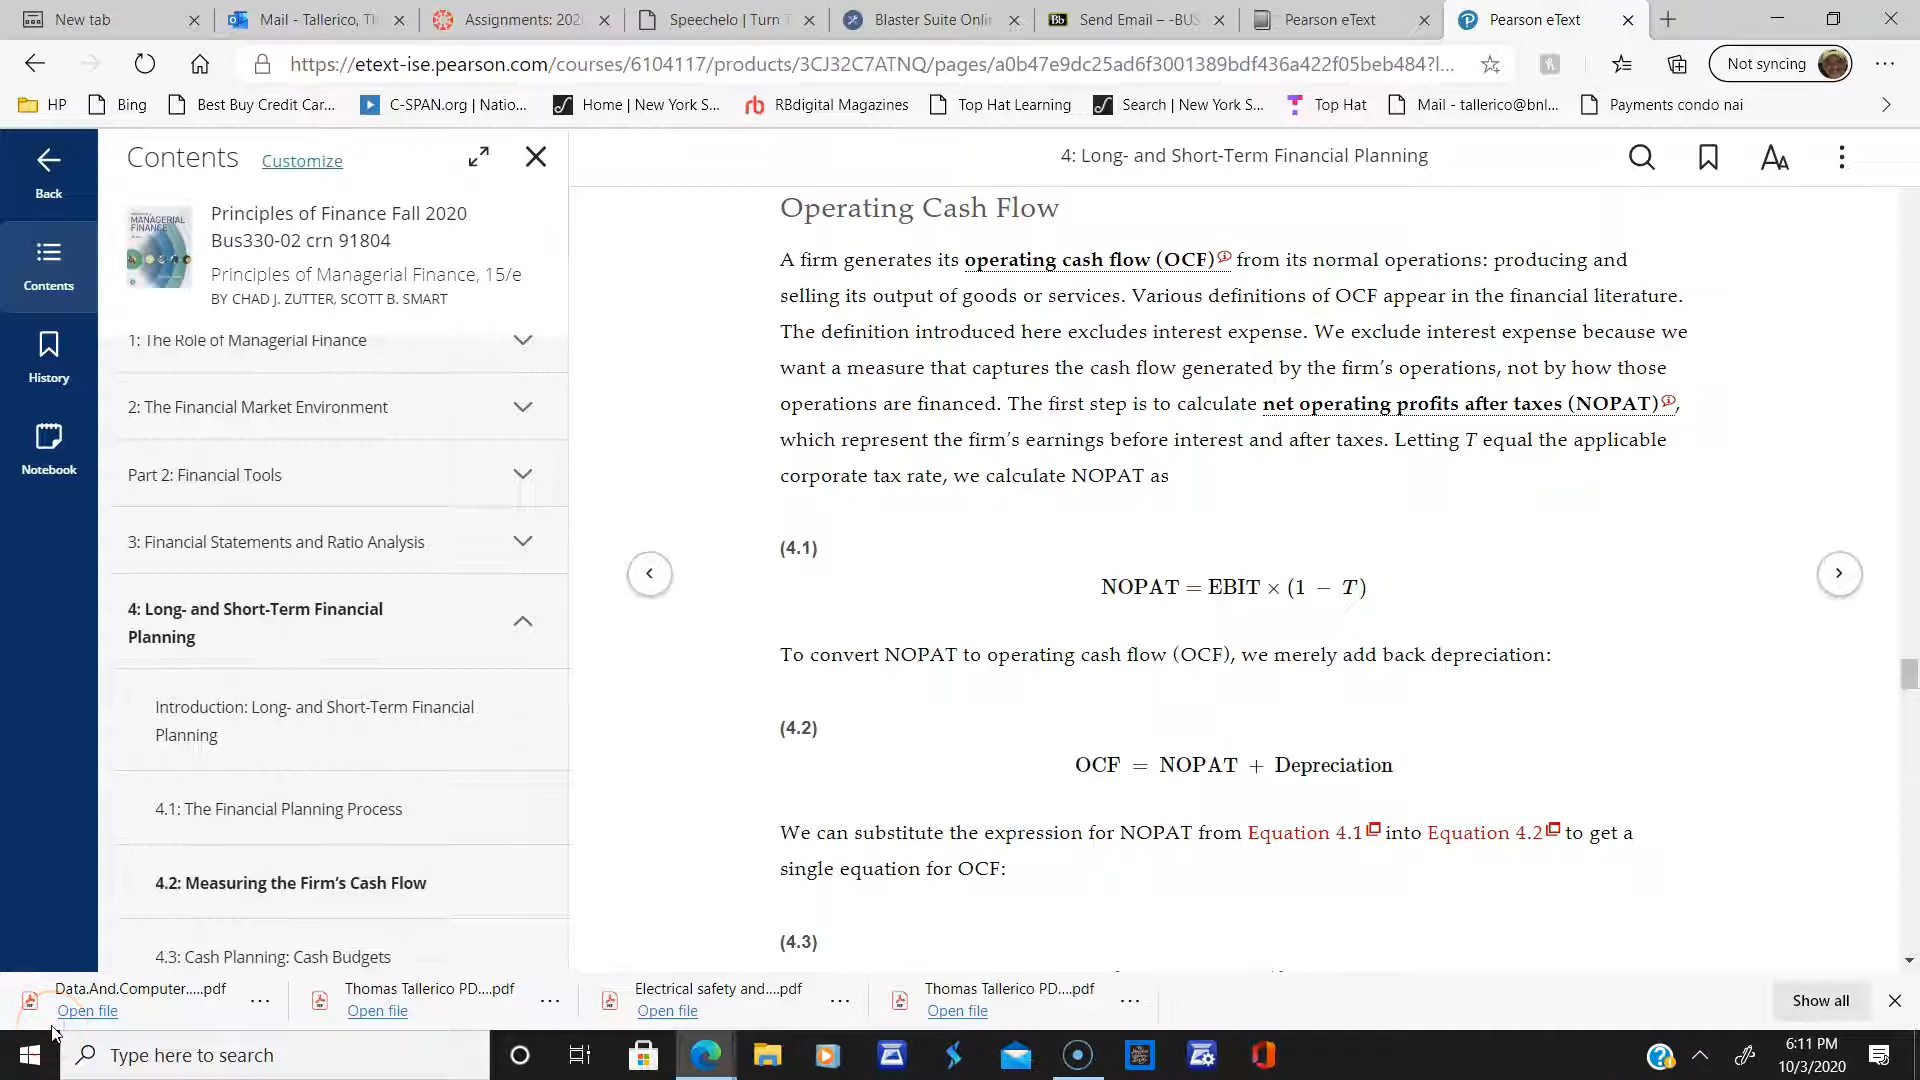 New tab
Mail - Tallerico, Th
Assignments: 202
Speechelo | Turn T
Blaster Suite Onli
Send Email – -BUS
Pearson eText
Pearson eText
https://etext-ise.pearson.com/courses/6104117/products/3CJ32C7ATNQ/pages/a0b47e9dc25ad6f3001389bdf436a422f05beb484?l...
Not syncing
HP
Bing
Best Buy Credit Car...
C-SPAN.org | Natio...
Home | New York S...
RBdigital Magazines
Top Hat Learning
Search | New York S...
Top Hat
Mail - tallerico@bnl...
Payments condo nai
Back
Contents
History
Notebook
Contents
Customize
MANAGERIAL
FINANCE
Principles of Finance Fall 2020
Bus330-02 crn 91804
Principles of Managerial Finance, 15/e
BY CHAD J. ZUTTER, SCOTT B. SMART
1: The Role of Managerial Finance
2: The Financial Market Environment
Part 2: Financial Tools
3: Financial Statements and Ratio Analysis
4: Long- and Short-Term Financial
Planning
Introduction: Long- and Short-Term Financial
Planning
4.1: The Financial Planning Process
4.2: Measuring the Firm's Cash Flow
4.3: Cash Planning: Cash Budgets
4: Long- and Short-Term Financial Planning
AA
Operating Cash Flow
A firm generates its operating cash flow (OCF) from its normal operations: producing and
selling its output of goods or services. Various definitions of OCF appear in the financial literature.
The definition introduced here excludes interest expense. We exclude interest expense because we
want a measure that captures the cash flow generated by the firm's operations, not by how those
operations are financed. The first step is to calculate net operating profits after taxes (NOPAT),
which represent the firm's earnings before interest and after taxes. Letting T equal the applicable
corporate tax rate, we calculate NOPAT as
(4.1)
NOPAT = EBIT × (1 − T)
To convert NOPAT to operating cash flow (OCF), we merely add back depreciation:
(4.2)
OCF = NOPAT + Depreciation
We can substitute the expression for NOPAT from Equation 4.1 into Equation 4.2 to get a
single equation for OCF:
(4.3)
Data.And.Computer.....pdf
Open file
Thomas Tallerico PD....pdf
Open file
Electrical safety and....pdf
Open file
Thomas Tallerico PD....pdf
Open file
Show all
Type here to search
6:11 PM
10/3/2020